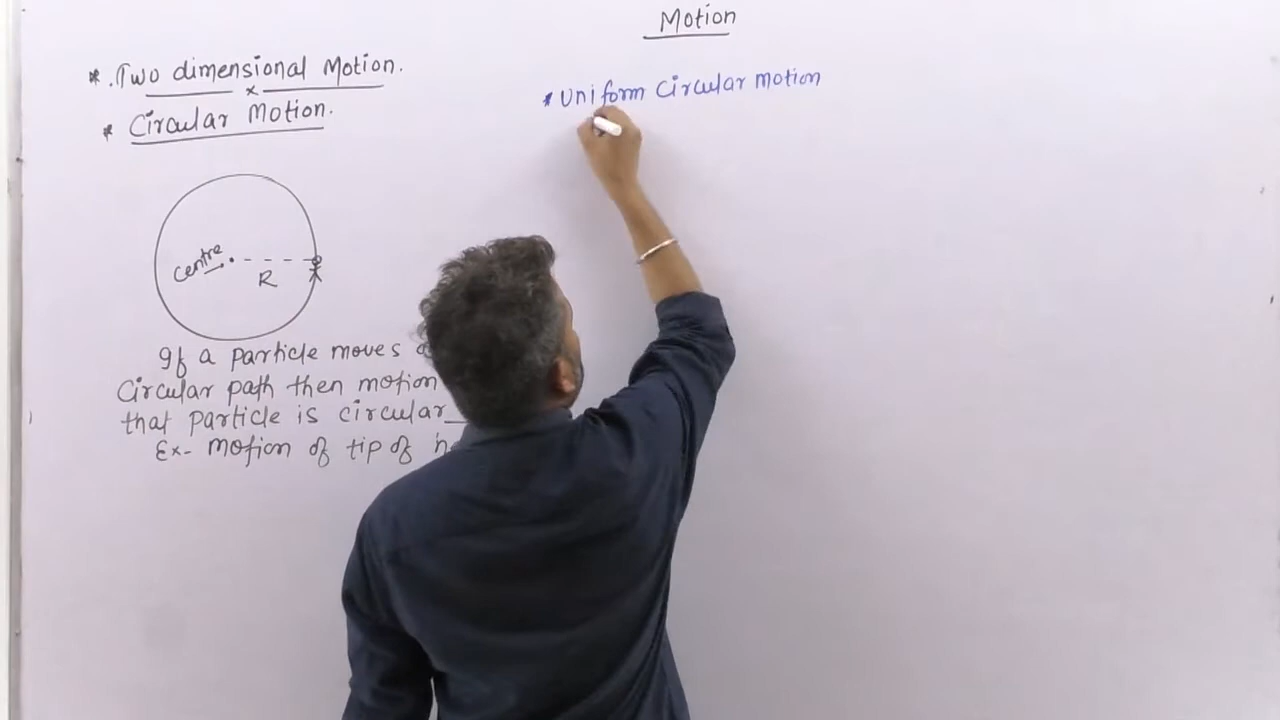 Motion
* . Two dimensional Motion.
* Circular Motion.
centre
R
If a particle moves
Circular path then motion
that particle is circular
Ex- motion of tip of
* Uniform Circular motion